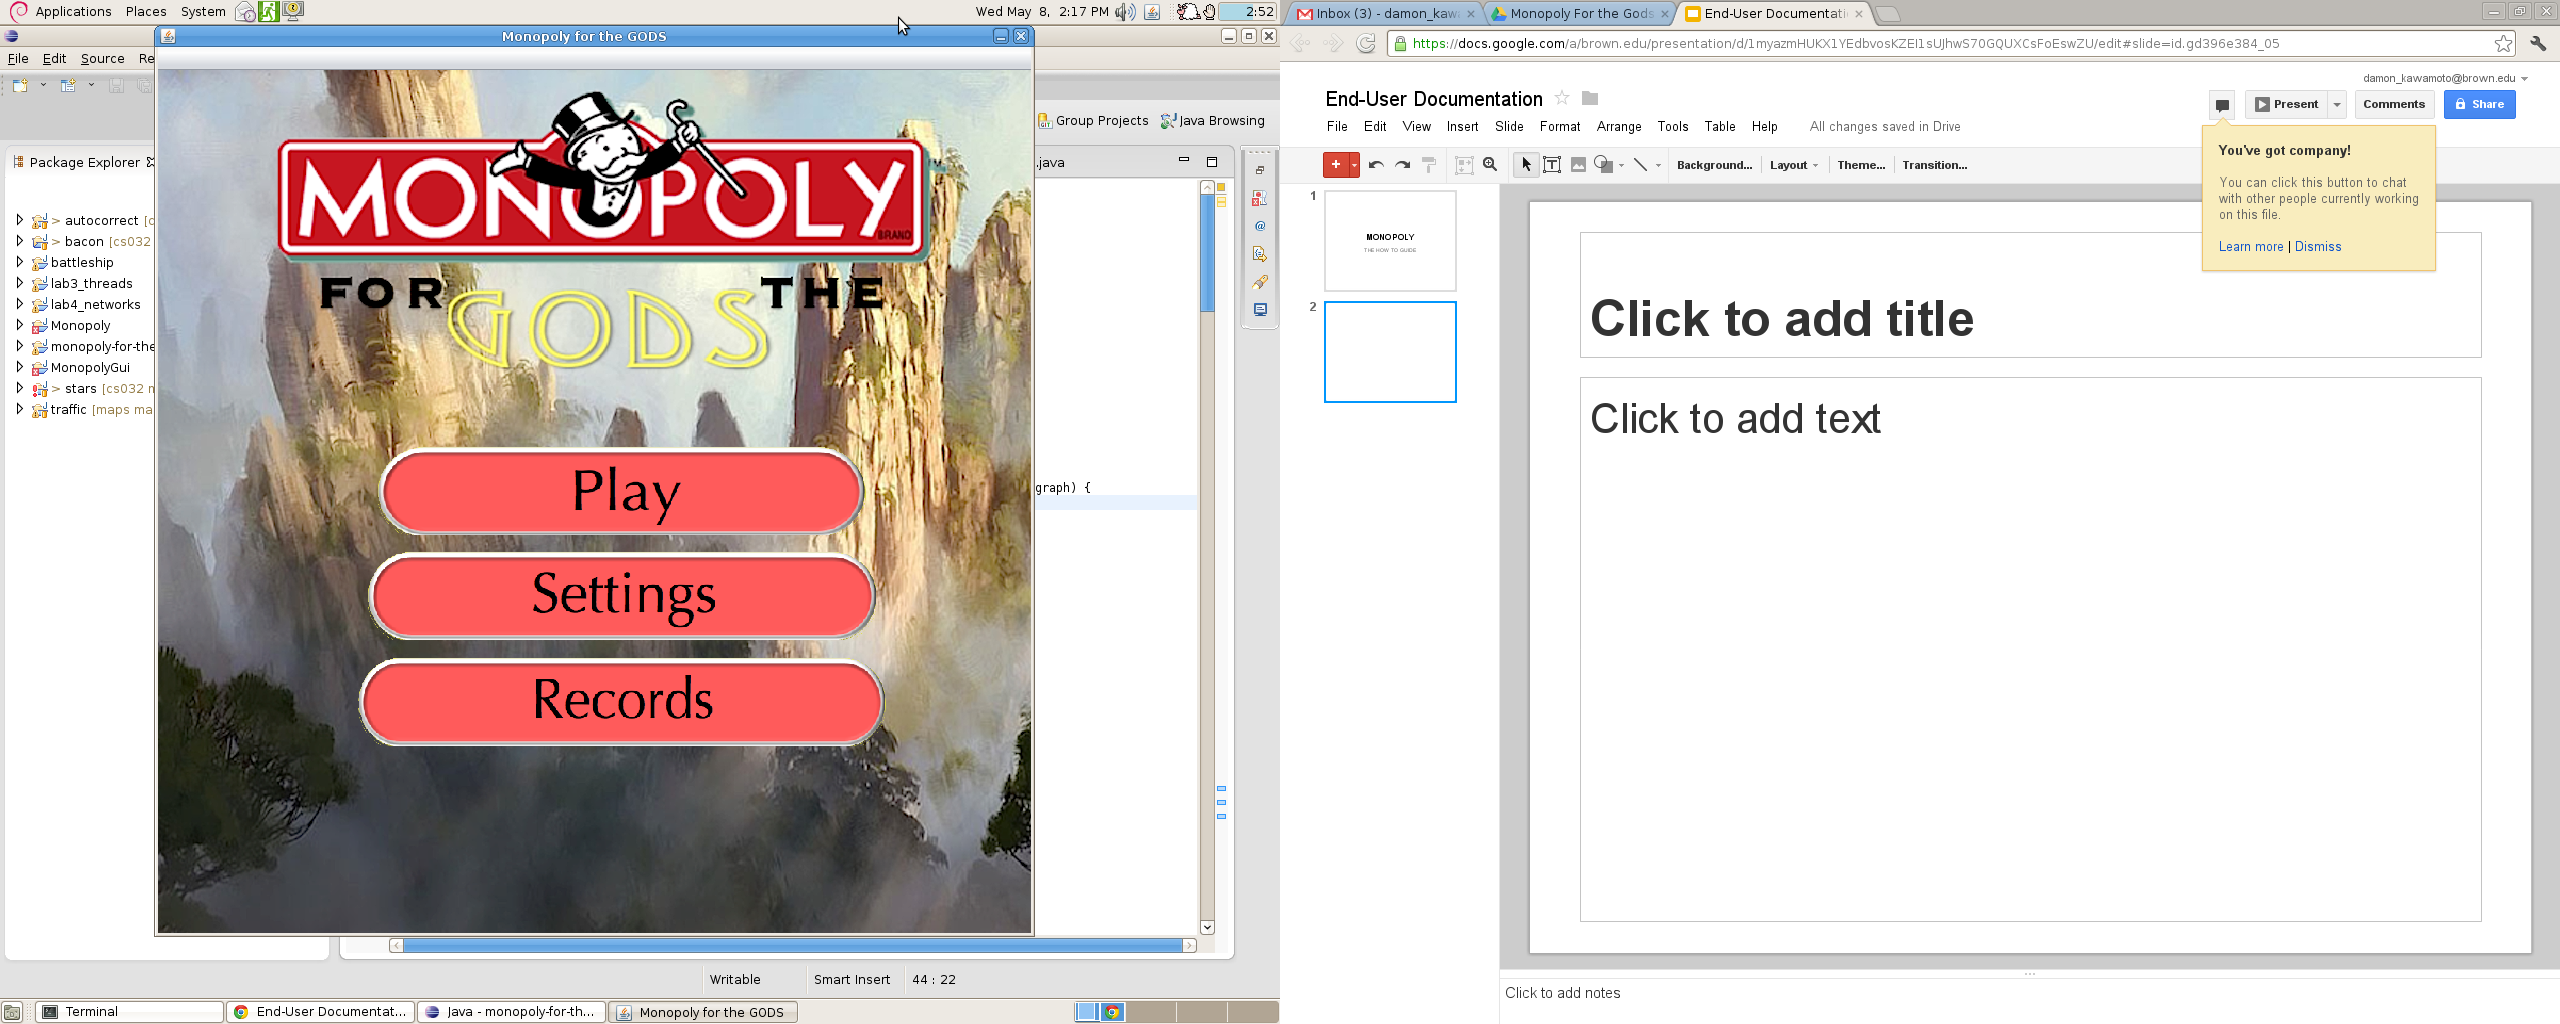 Applications Places System
Wed May 8, 2:17 PM
2:52
Monopoly for the GODS
File Edit Source Re
Group Projects
Java Browsing
Package Explorer
.java
> autocorrect [c
> bacon [cs032
battleship
lab3_threads
lab4_networks
Monopoly
monopoly-for-the
MonopolyGui
> stars [cs032 m
traffic [maps ma
MONOPOLY
BRAND
FOR THE
GODS
Play
Settings
Records
graph) {
Writable
Smart Insert
44 : 22
Terminal
End-User Documentat...
Java - monopoly-for-th...
Monopoly for the GODS
Inbox (3) - damon_kawa
Monopoly For the Gods
End-User Documentati
https://docs.google.com/a/brown.edu/presentation/d/1myazmHUKX1YEdbvosKZEI1sUJhwS70GQUXCsFoEswZU/edit#slide=id.gd396e384_05
damon_kawamoto@brown.edu
End-User Documentation
Present
Comments
Share
File Edit View Insert Slide Format Arrange Tools Table Help
All changes saved in Drive
Background...
Layout
Theme...
Transition...
You've got company!
You can click this button to chat
with other people currently working
on this file.
Learn more | Dismiss
1
MONOPOLY
THE HOW TO GUIDE
2
Click to add title
Click to add text
Click to add notes